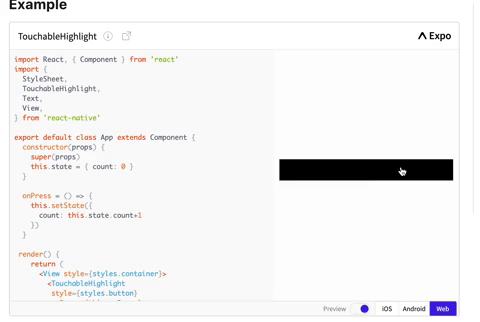 Example
TouchableHighlight
Expo
import React, { Component } from 'react'
import {
  StyleSheet,
  TouchableHighlight,
  Text,
  View,
} from 'react-native'
export default class App extends Component {
  constructor(props) {
    super(props)
    this.state = { count: 0 }
  }
  onPress = () => {
    this.setState({
      count: this.state.count+1
    })
  }
 render() {
    return (
      <View style={styles.container}>
        <TouchableHighlight
         style={styles.button}
Preview
iOS
Android
Web